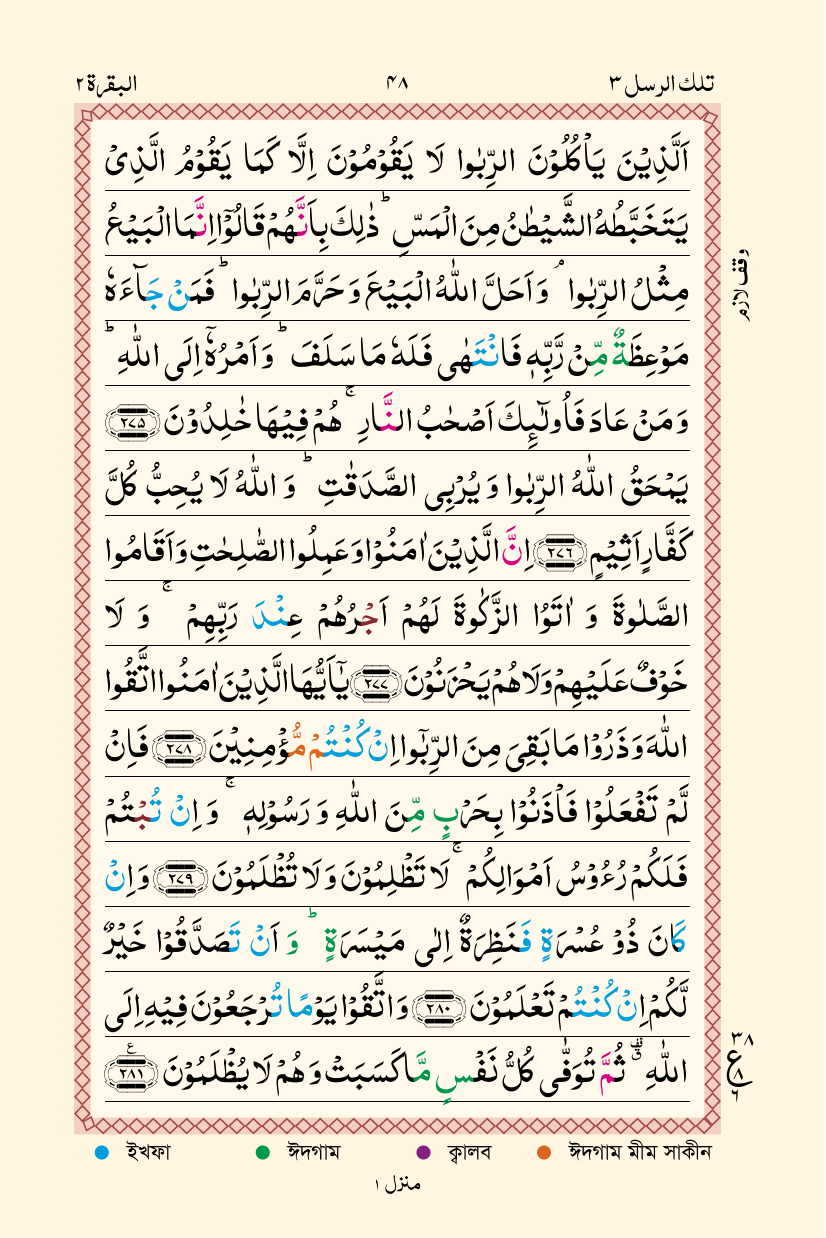 تلك الرسل ٣ ٤٨ البقرة ٢
اَلَّذِيْنَ يَاْكُلُوْنَ الرِّبٰوا لَا يَقُوْمُوْنَ اِلَّا كَمَا يَقُوْمُ الَّذِىْ
يَتَخَبَّطُهُ الشَّيْطٰنُ مِنَ الْمَسِّ ؕ ذٰلِكَ بِاَنَّهُمْ قَالُوْۤا اِنَّمَا الْبَيْعُ
مِثْلُ الرِّبٰوا ۘ وَ اَحَلَّ اللّٰهُ الْبَيْعَ وَ حَرَّمَ الرِّبٰوا ؕ فَمَنْ جَآءَهٗ
وقف لازم
مَوْعِظَةٌ مِّنْ رَّبِّهٖ فَانْتَهٰى فَلَهٗ مَا سَلَفَ ؕ وَ اَمْرُهٗۤ اِلَى اللّٰهِ ؕ
وَ مَنْ عَادَ فَاُولٰٓئِكَ اَصْحٰبُ النَّارِ ۚ هُمْ فِيْهَا خٰلِدُوْنَ ٢٧٥
يَمْحَقُ اللّٰهُ الرِّبٰوا وَ يُرْبِى الصَّدَقٰتِ ؕ وَ اللّٰهُ لَا يُحِبُّ كُلَّ
كَفَّارٍ اَثِيْمٍ ٢٧٦ اِنَّ الَّذِيْنَ اٰمَنُوْا وَ عَمِلُوا الصّٰلِحٰتِ وَ اَقَامُوا
الصَّلٰوةَ وَ اٰتَوُا الزَّكٰوةَ لَهُمْ اَجْرُهُمْ عِنْدَ رَبِّهِمْ ۚ وَ لَا
خَوْفٌ عَلَيْهِمْ وَ لَا هُمْ يَحْزَنُوْنَ ٢٧٧ يٰۤاَيُّهَا الَّذِيْنَ اٰمَنُوا اتَّقُوا
اللّٰهَ وَ ذَرُوْا مَا بَقِىَ مِنَ الرِّبٰۤوا اِنْ كُنْتُمْ مُّؤْمِنِيْنَ ٢٧٨ فَاِنْ
لَّمْ تَفْعَلُوْا فَاْذَنُوْا بِحَرْبٍ مِّنَ اللّٰهِ وَ رَسُوْلِهٖ ۚ وَ اِنْ تُبْتُمْ
فَلَكُمْ رُءُوْسُ اَمْوَالِكُمْ ۚ لَا تَظْلِمُوْنَ وَ لَا تُظْلَمُوْنَ ٢٧٩ وَ اِنْ
كَانَ ذُوْ عُسْرَةٍ فَنَظِرَةٌ اِلٰى مَيْسَرَةٍ ؕ وَ اَنْ تَصَدَّقُوْا خَيْرٌ
لَّكُمْ اِنْ كُنْتُمْ تَعْلَمُوْنَ ٢٨٠ وَ اتَّقُوْا يَوْمًا تُرْجَعُوْنَ فِيْهِ اِلَى
اللّٰهِ ۗ ثُمَّ تُوَفّٰى كُلُّ نَفْسٍ مَّا كَسَبَتْ وَ هُمْ لَا يُظْلَمُوْنَ ٢٨١
٣٨
ع ٨
٦
ইখফা ঈদগাম ক্বালব ঈদগাম মীম সাকীন
منزل ١